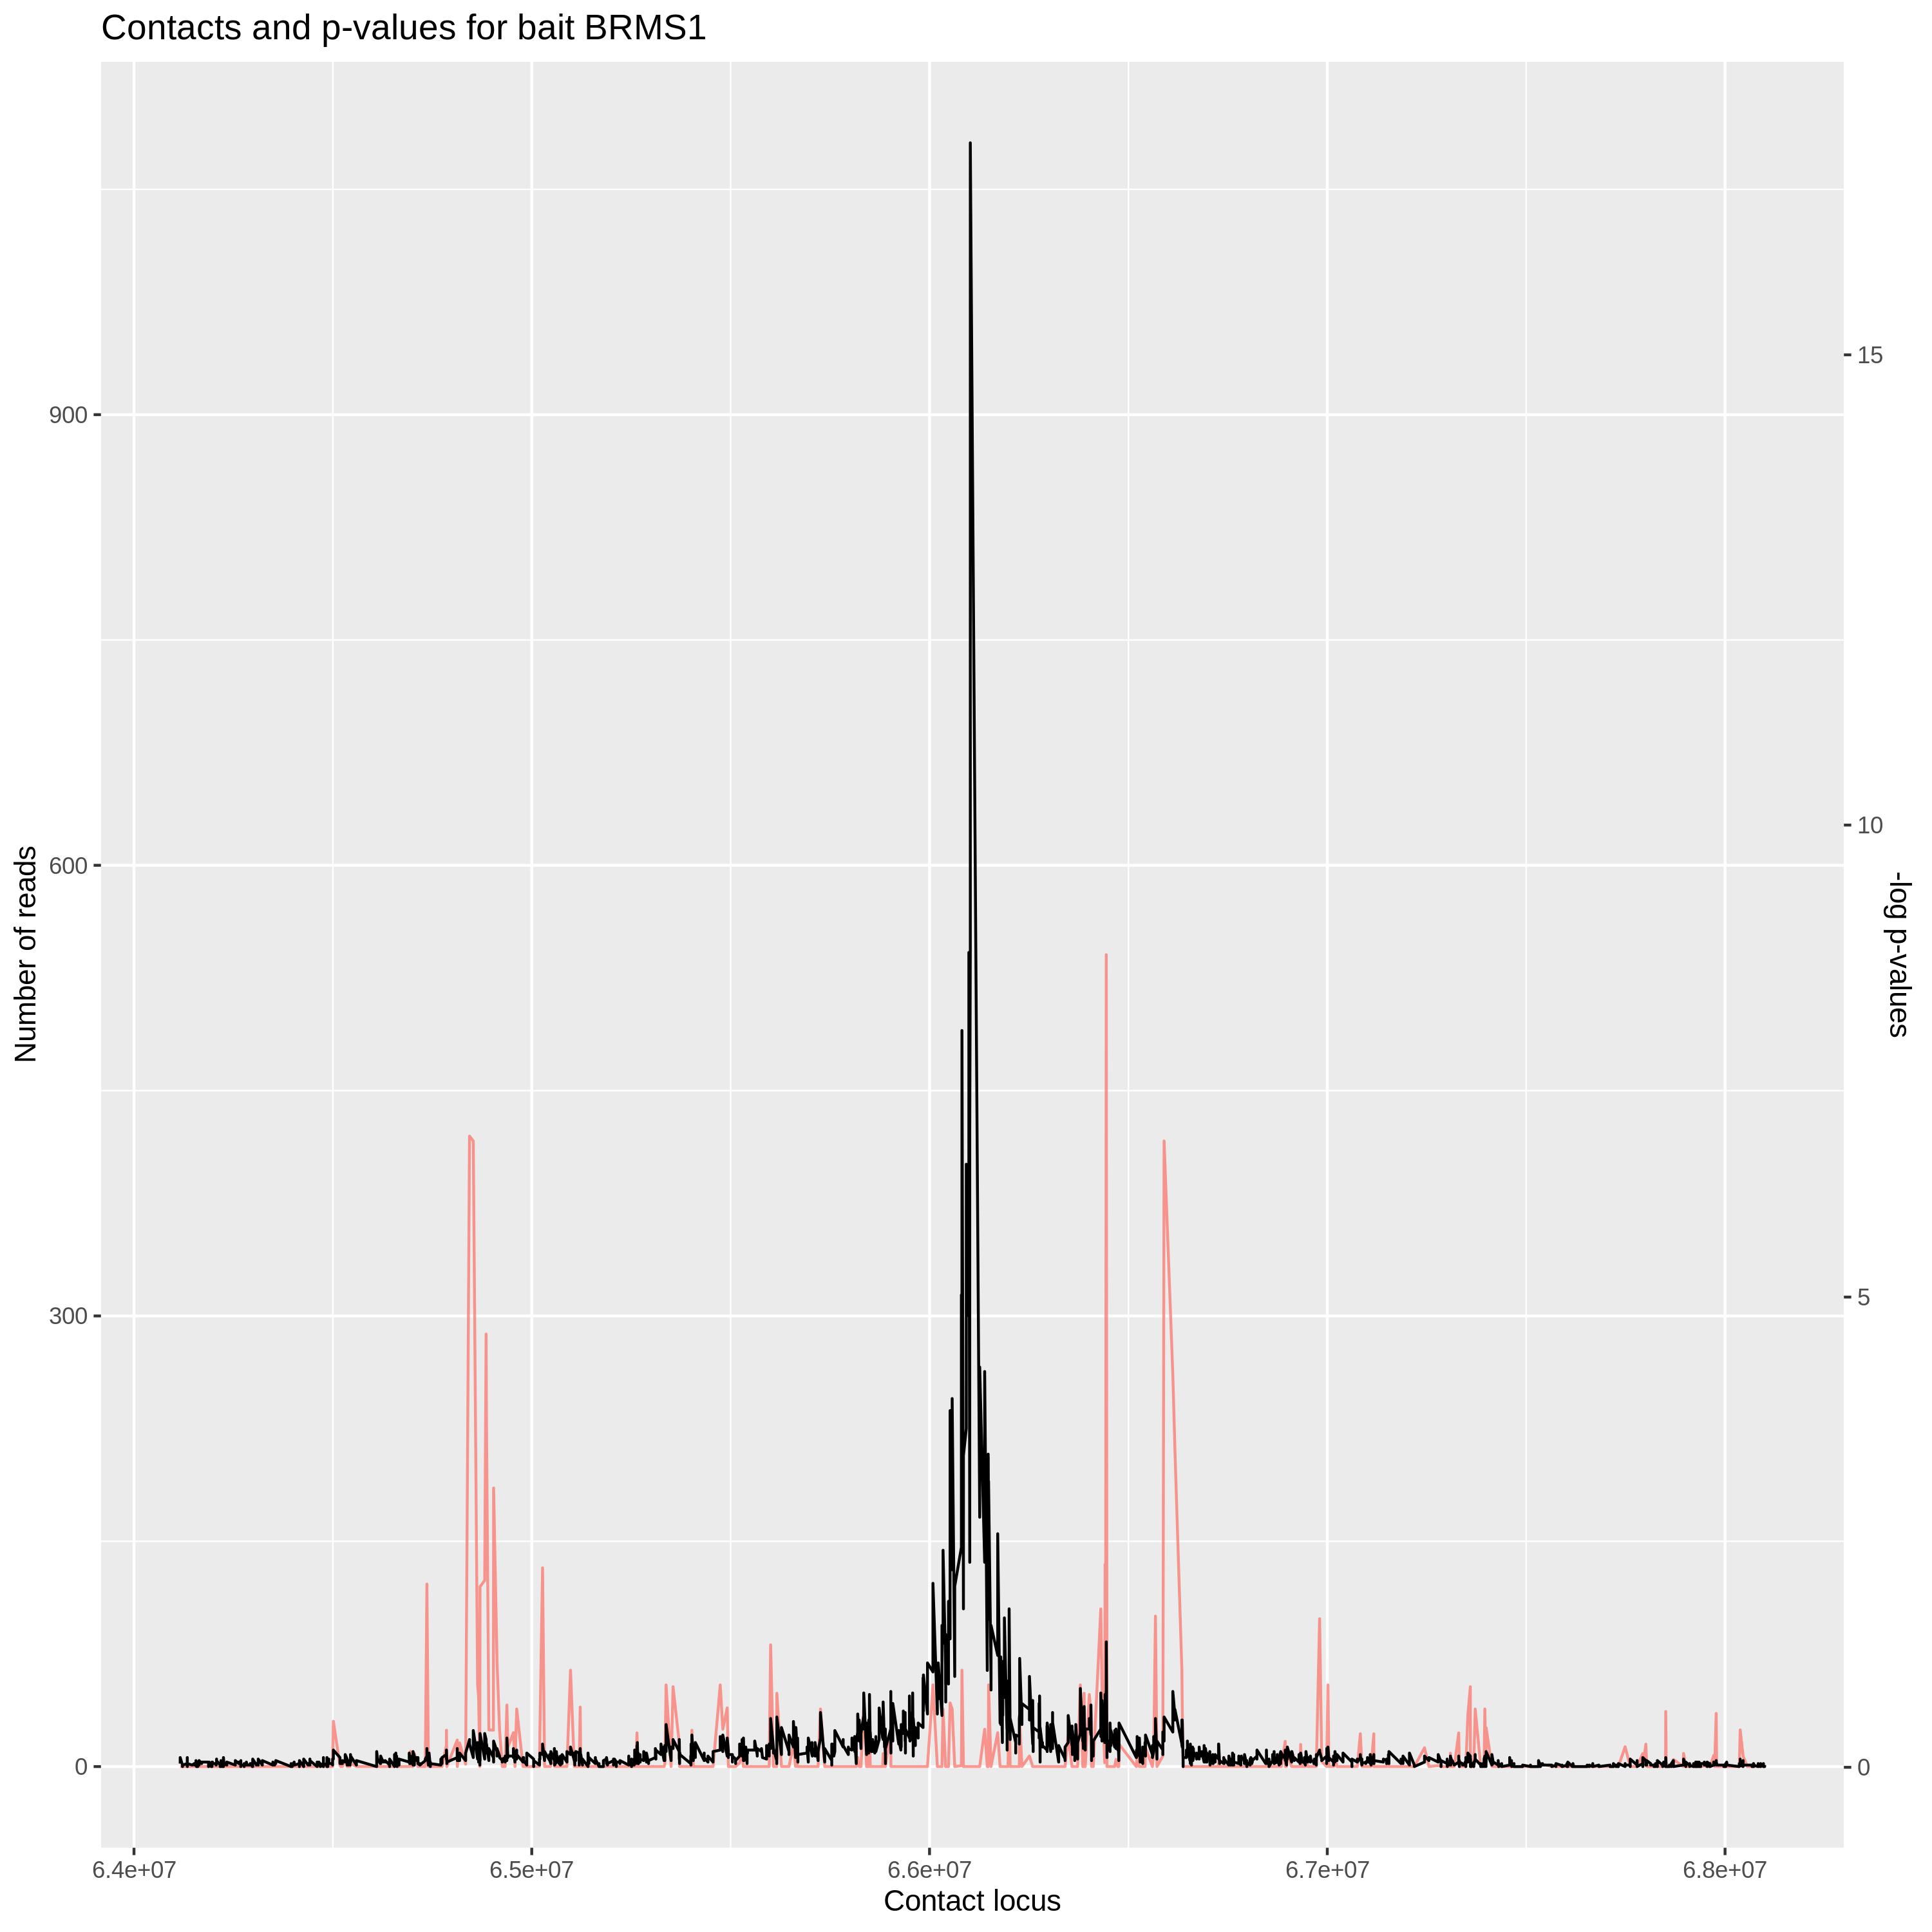 Contacts and p-values for bait BRMS1
Number of reads
900
600
300
0
15
10
5
0
-log p-values
6.4e+07
6.5e+07
6.6e+07
6.7e+07
6.8e+07
Contact locus